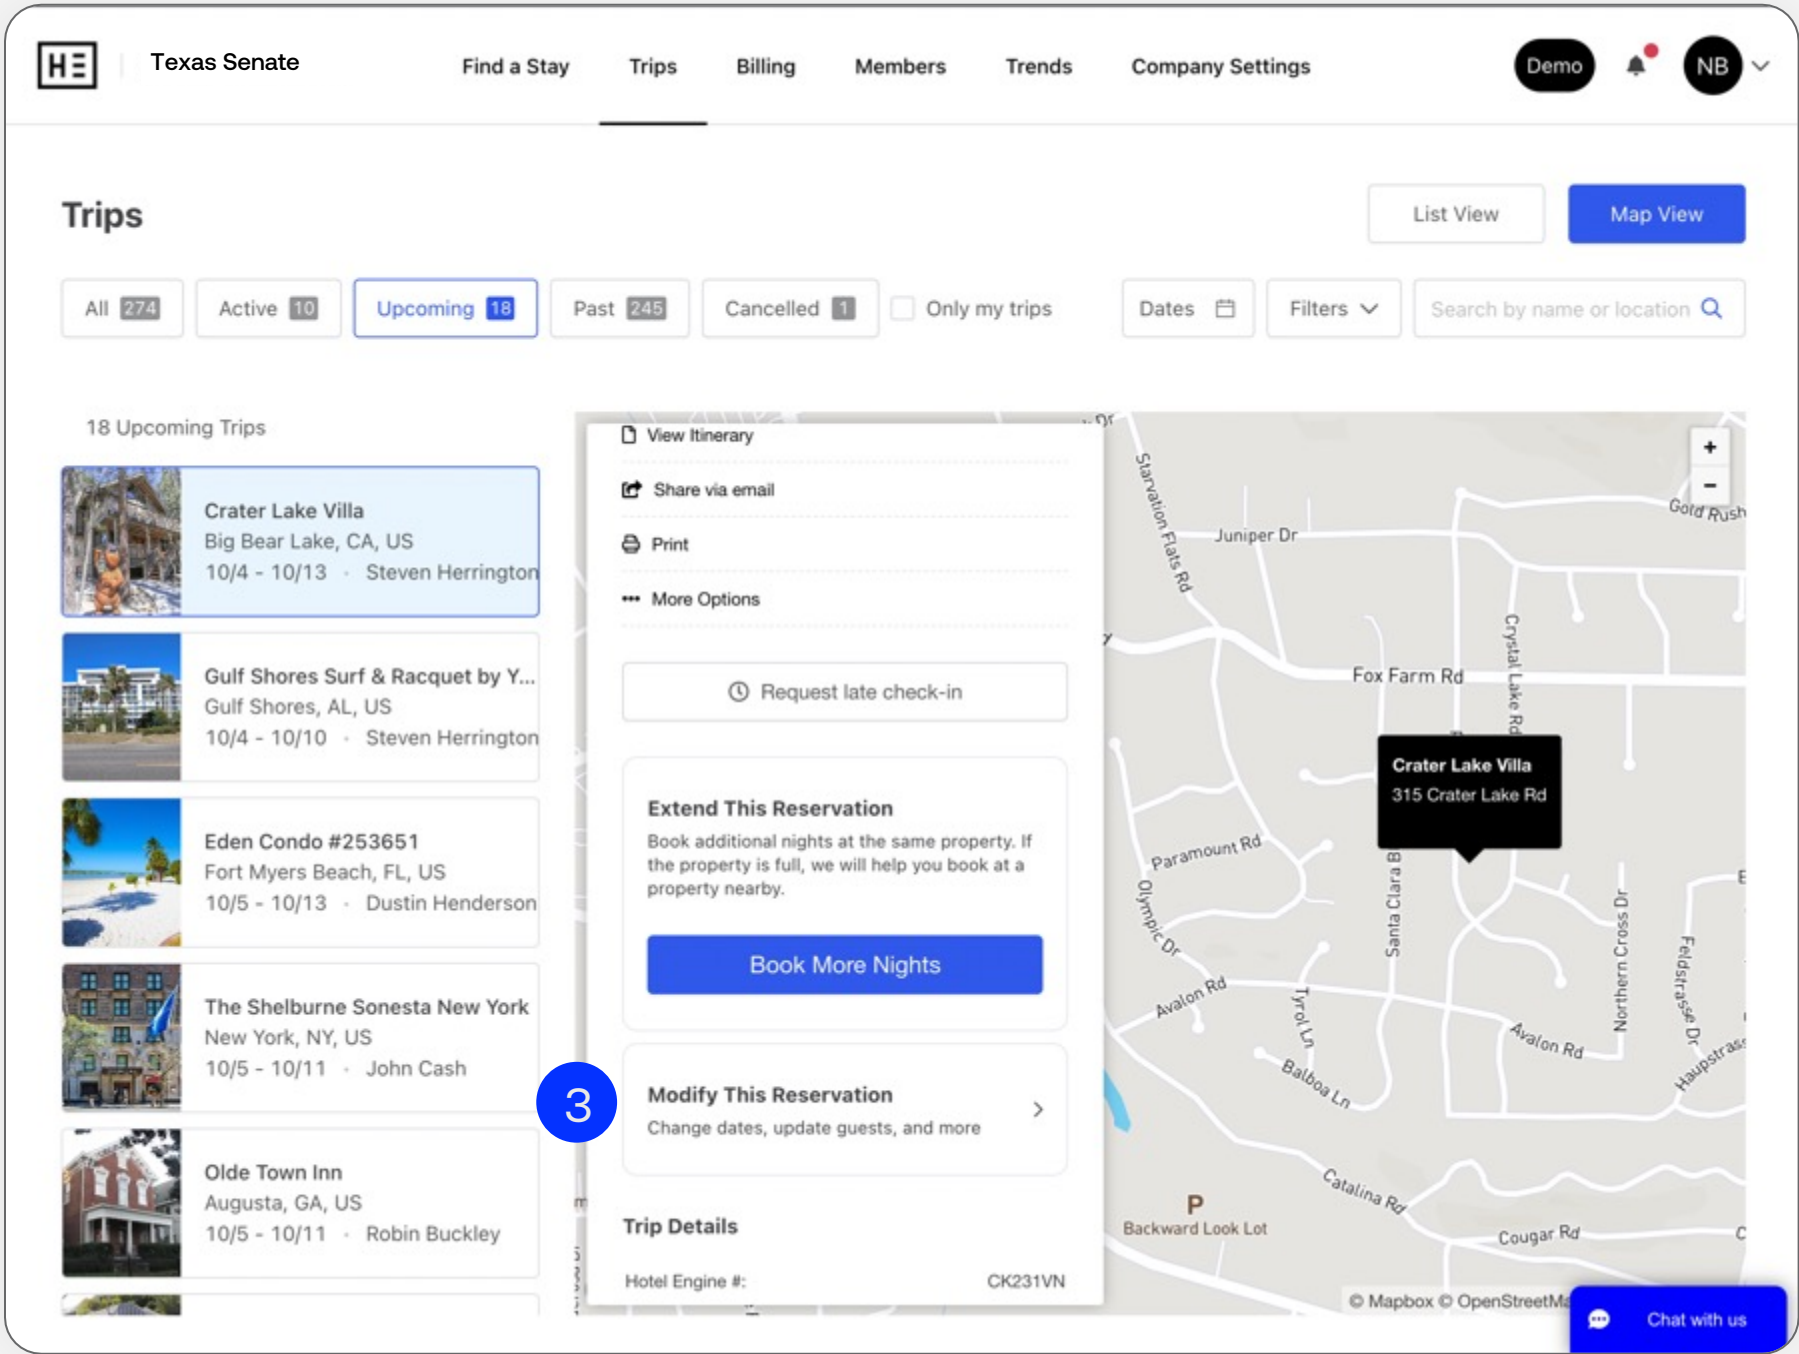 HE
Texas Senate
Find a Stay
Trips
Billing
Members
Trends
Company Settings
Demo
NB
Trips
List View
Map View
All 274
Active 10
Upcoming 18
Past 245
Cancelled 1
Only my trips
Dates
Filters
Search by name or location
18 Upcoming Trips
Crater Lake Villa
Big Bear Lake, CA, US
10/4 - 10/13 · Steven Herrington
Gulf Shores Surf & Racquet by Y...
Gulf Shores, AL, US
10/4 - 10/10 · Steven Herrington
Eden Condo #253651
Fort Myers Beach, FL, US
10/5 - 10/13 · Dustin Henderson
The Shelburne Sonesta New York
New York, NY, US
10/5 - 10/11 · John Cash
Olde Town Inn
Augusta, GA, US
10/5 - 10/11 · Robin Buckley
View Itinerary
Share via email
Print
More Options
Request late check-in
Extend This Reservation
Book additional nights at the same property. If
the property is full, we will help you book at a
property nearby.
Book More Nights
3
Modify This Reservation
Change dates, update guests, and more
Trip Details
Hotel Engine #: CK231VN
Dr
Starvation Flats Rd
Juniper Dr
Gold Rush
+
−
Crystal Lake Rd
Fox Farm Rd
Crater Lake Villa
315 Crater Lake Rd
Paramount Rd
Olympic Dr
Santa Clara B
Avalon Rd
Tyrol Ln
Northern Cross Dr
Feldstrasse Dr
Avalon Rd
Balboa Ln
Haupstrass
Catalina Rd
P
Backward Look Lot
Cougar Rd
© Mapbox © OpenStreetMa
Chat with us